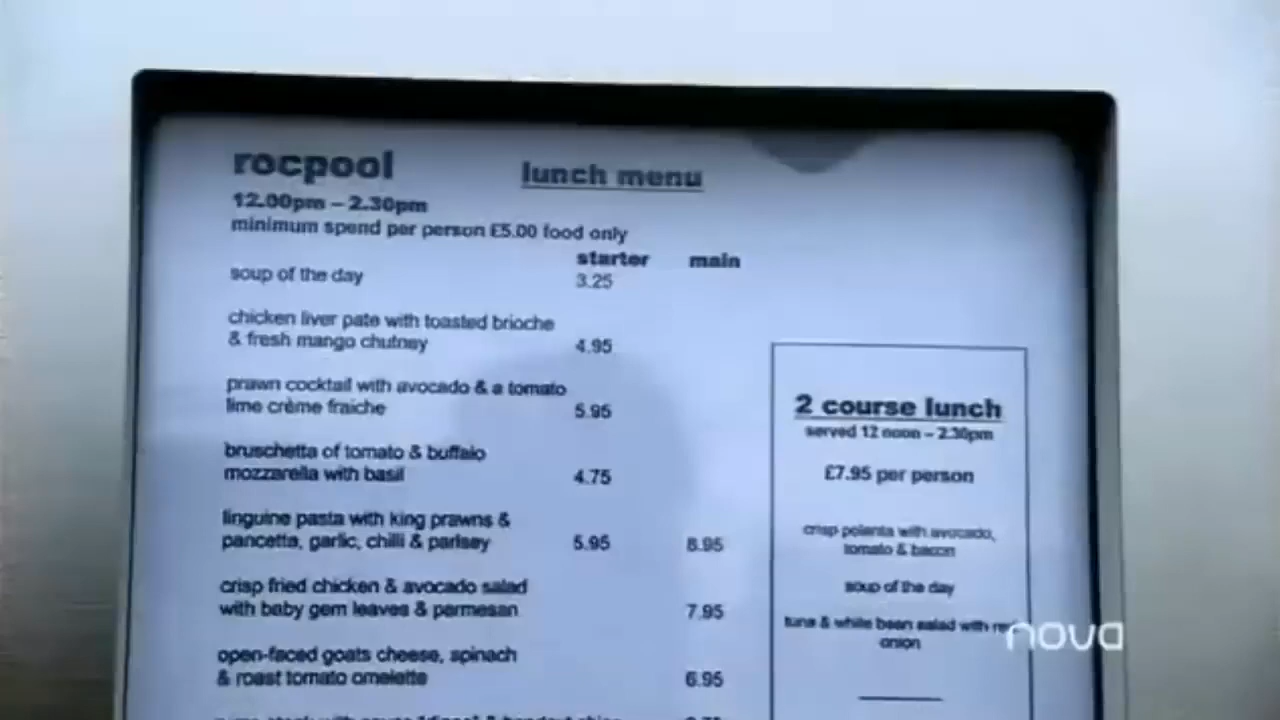 rocpool
lunch menu
12.00pm – 2.30pm
minimum spend per person £5.00 food only
starter main
soup of the day 3.25
chicken liver pate with toasted brioche
& fresh mango chutney 4.95
prawn cocktail with avocado & a tomato
lime crème fraiche 5.95
bruschetta of tomato & buffalo
mozzarella with basil 4.75
linguine pasta with king prawns &
pancetta, garlic, chilli & parlsey 5.95 8.95
crisp fried chicken & avocado salad
with baby gem leaves & parmesan 7.95
open-faced goats cheese, spinach
& roast tomato omelette 6.95
2 course lunch
served 12 noon – 2.30pm
£7.95 per person
crisp polenta with avocado,
tomato & bacon
soup of the day
tuna & white bean salad with
onion
nova